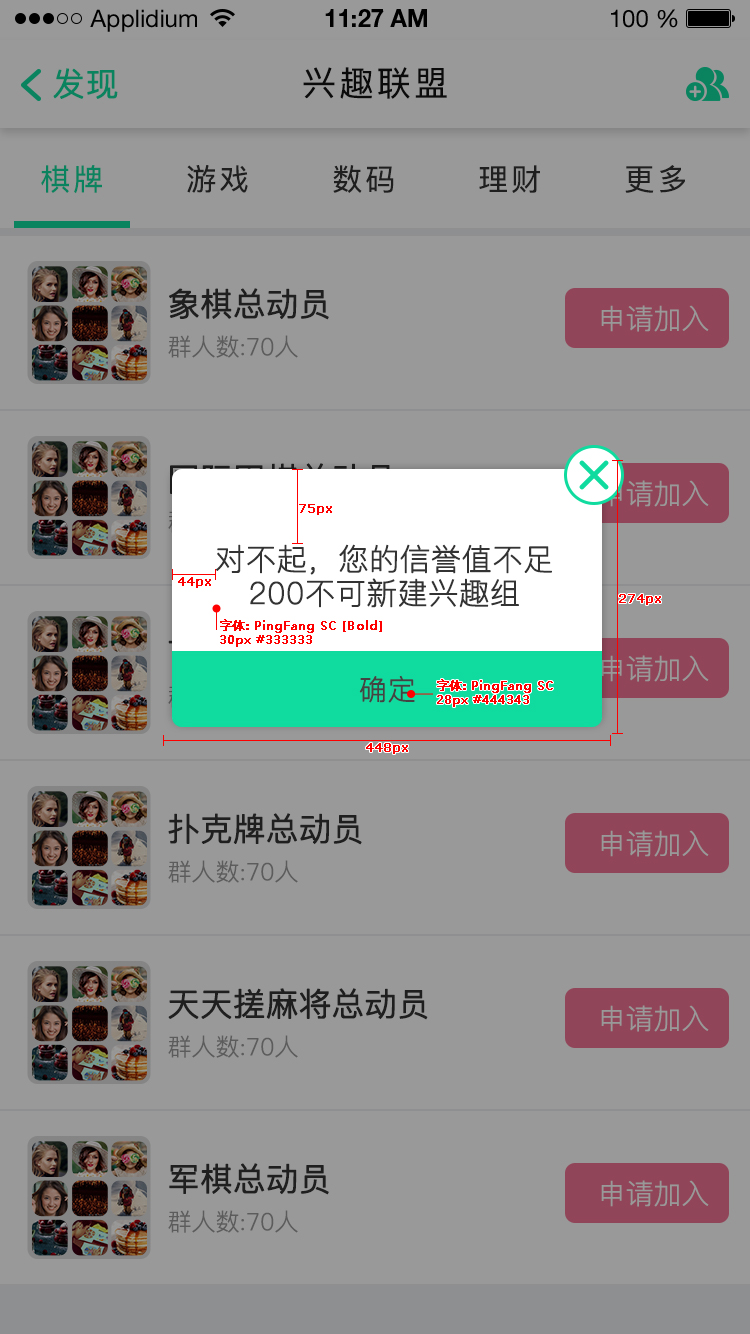 Applidium 11:27 AM 100 %
发现 兴趣联盟
棋牌 游戏 数码 理财 更多
象棋总动员
群人数:70人
申请加入
请加入
75px
44px
对不起，您的信誉值不足
200不可新建兴趣组
274px
字体: PingFang SC [Bold]
30px #333333
请加入
确定
字体: PingFang SC
28px #444343
448px
扑克牌总动员
群人数:70人
申请加入
天天搓麻将总动员
群人数:70人
申请加入
军棋总动员
群人数:70人
申请加入